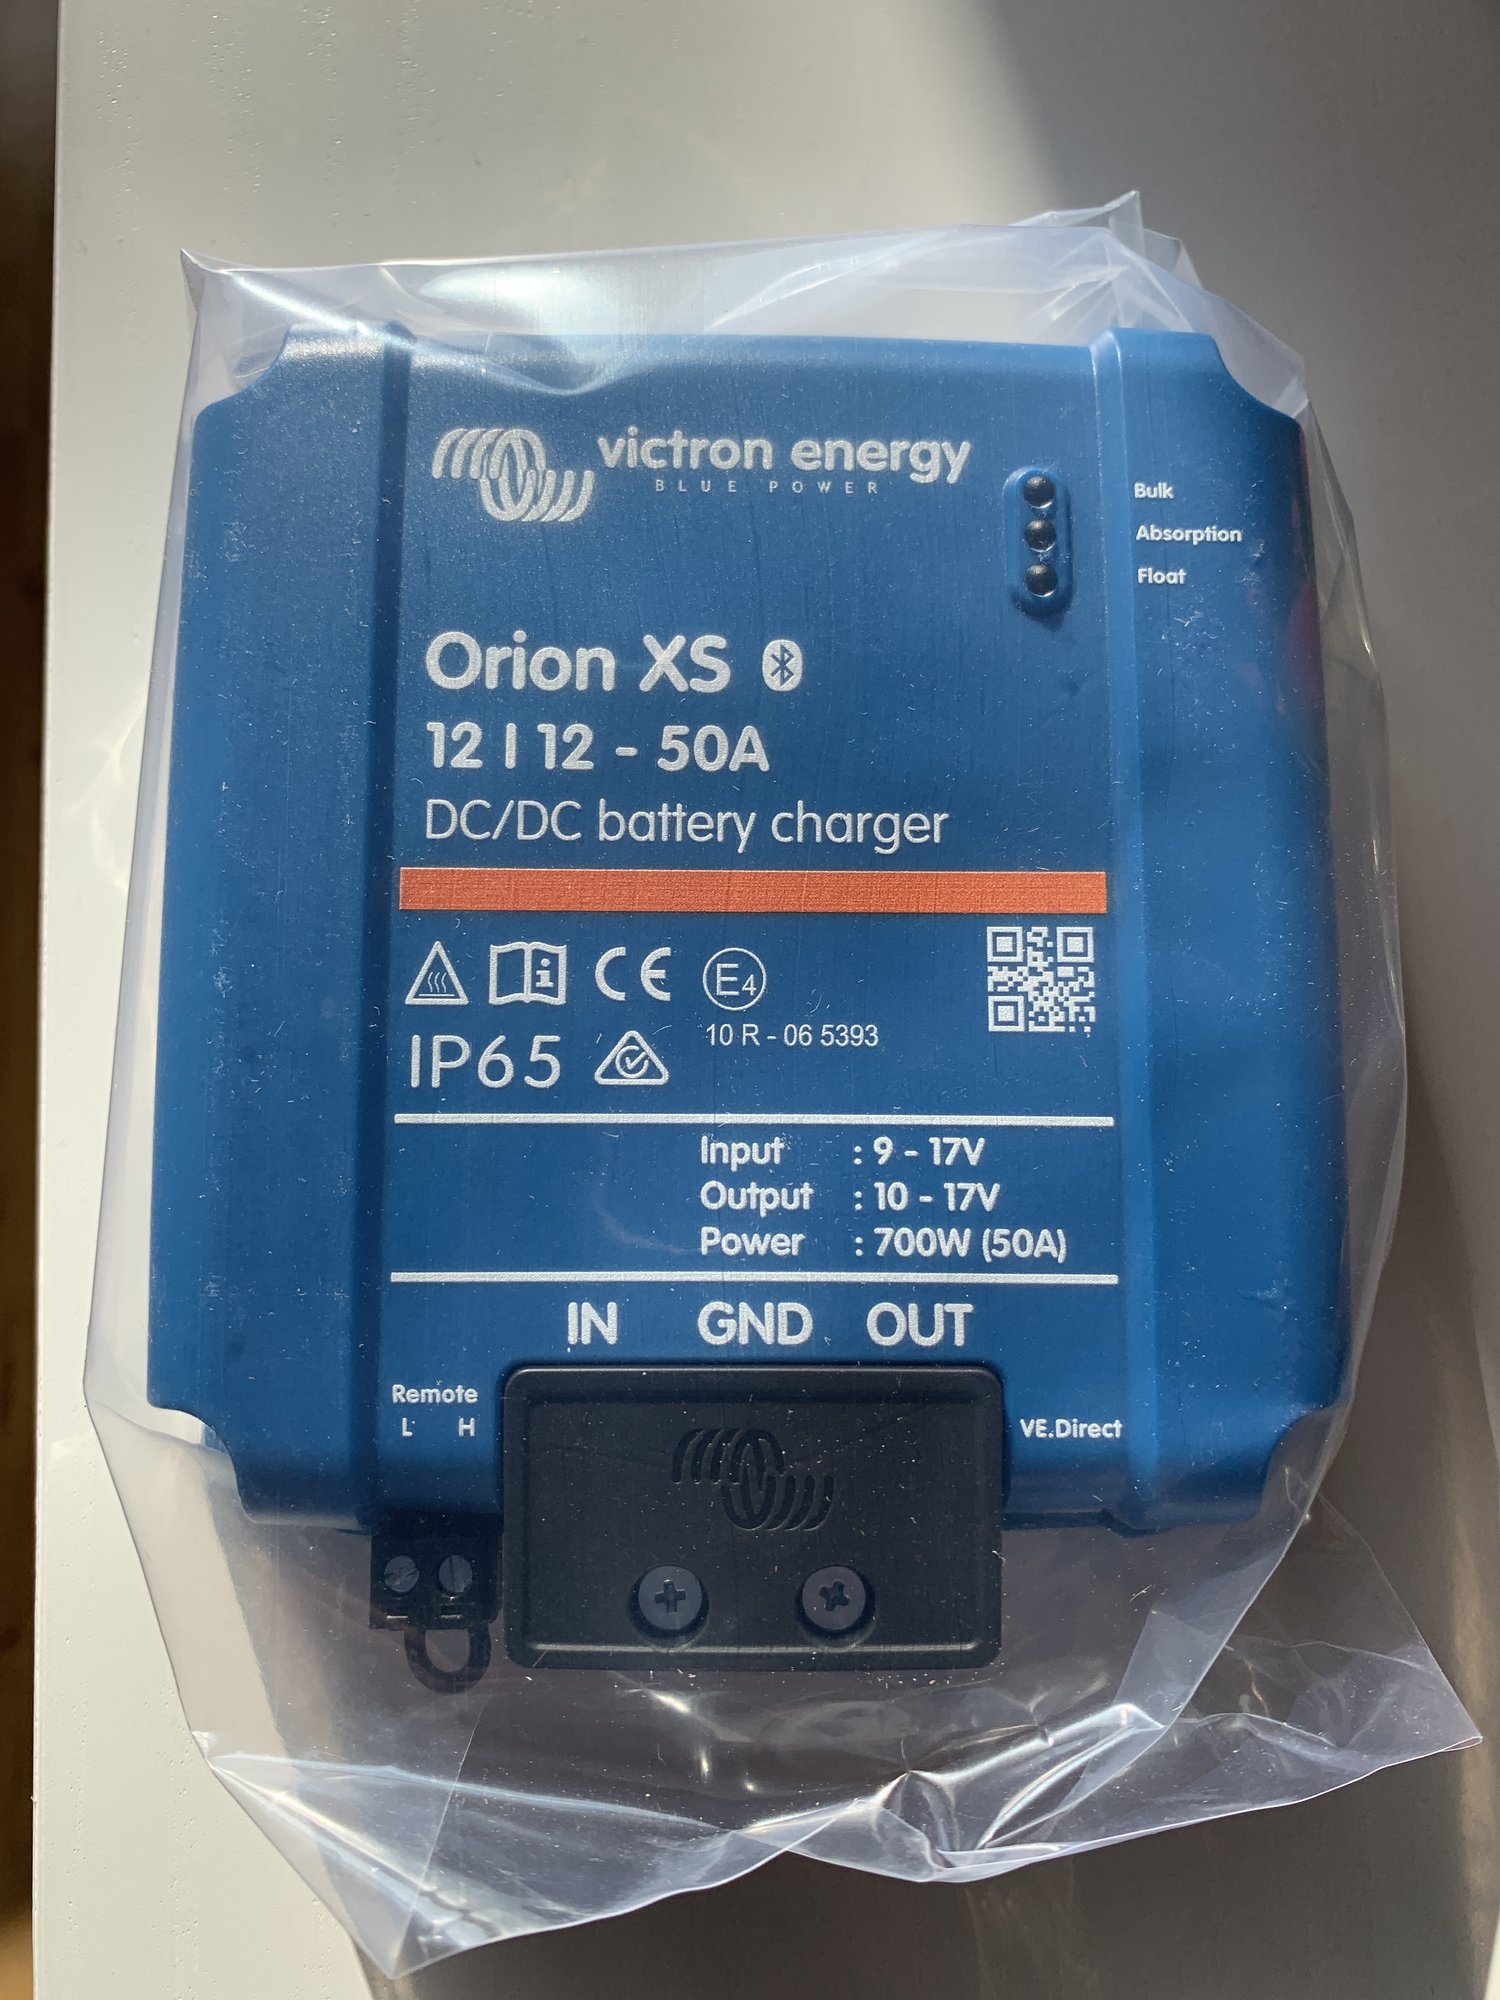 victron energy
BLUE POWER
Bulk
Absorption
Float
Orion XS
12 | 12 - 50A
DC/DC battery charger
CE E4
10 R - 06 5393
IP65
Input : 9 - 17V
Output : 10 - 17V
Power : 700W (50A)
IN GND OUT
Remote
L H
VE.Direct